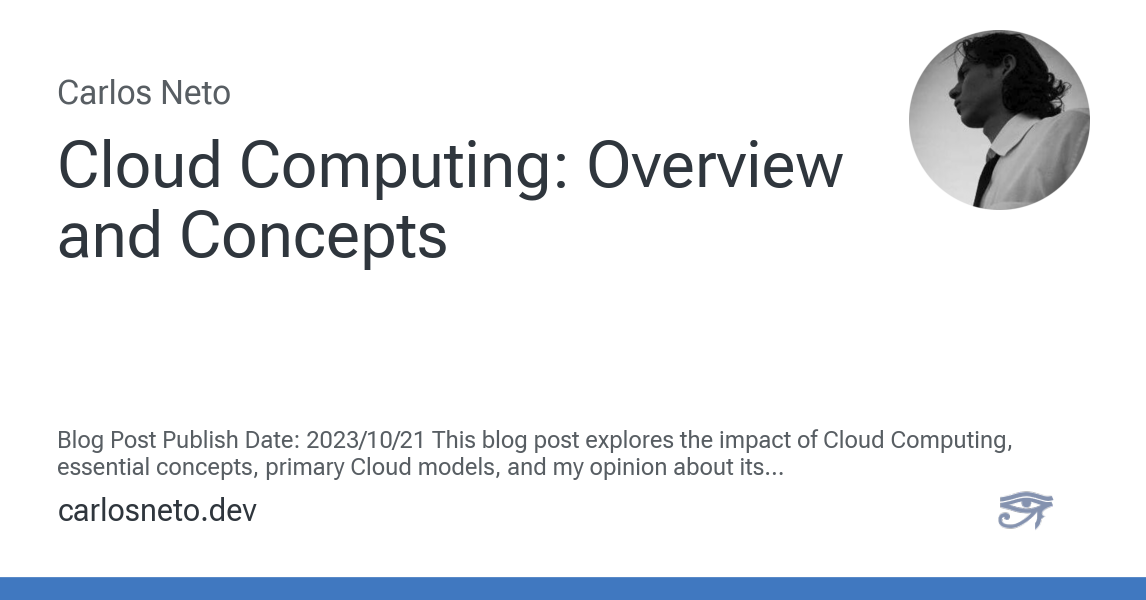 Carlos Neto
Cloud Computing: Overview
and Concepts
Blog Post Publish Date: 2023/10/21 This blog post explores the impact of Cloud Computing,
essential concepts, primary Cloud models, and my opinion about its...
carlosneto.dev